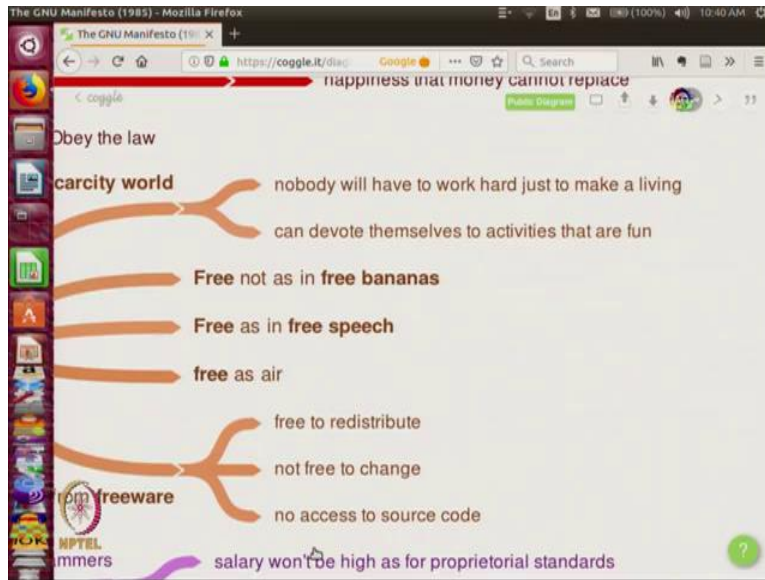 The GNU Manifesto (1985) - Mozilla Firefox
En (100%) 10:40 AM
The GNU Manifesto (19 × +
https://coggle.it/diag Google Search
happiness that money cannot replace
coggle
Public Diagram
Obey the law
carcity world
nobody will have to work hard just to make a living
can devote themselves to activities that are fun
Free not as in free bananas
Free as in free speech
free as air
free to redistribute
not free to change
from freeware
no access to source code
NPTEL
ammers
salary won't be high as for proprietorial standards
?